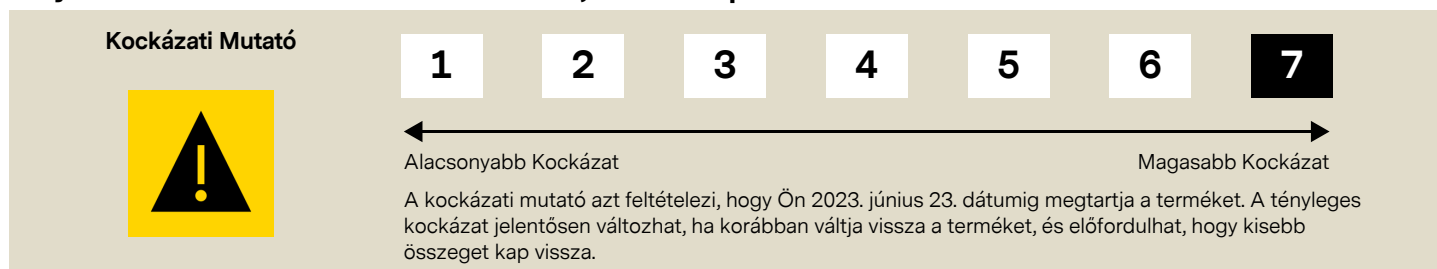 Kockázati Mutató
1 2 3 4 5 6 7
Alacsonyabb Kockázat Magasabb Kockázat
A kockázati mutató azt feltételezi, hogy Ön 2023. június 23. dátumig megtartja a terméket. A tényleges
kockázat jelentősen változhat, ha korábban váltja vissza a terméket, és előfordulhat, hogy kisebb
összeget kap vissza.